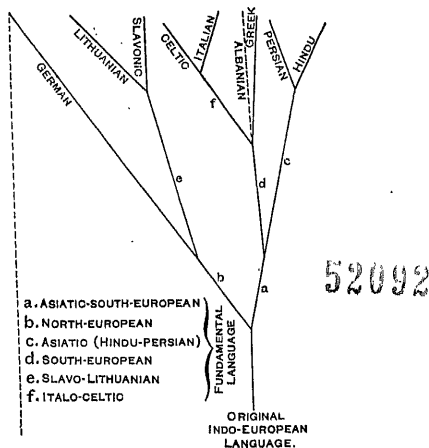 GERMAN
LITHUANIAN
SLAVONIC
CELTIC
ITALIAN
ALBANIAN
GREEK
PERSIAN
HINDU
f
e
d
c
b
a
52092
a. ASIATIC-SOUTH-EUROPEAN
b. NORTH-EUROPEAN
c. ASIATIC (HINDU-PERSIAN)
d. SOUTH-EUROPEAN
e. SLAVO-LITHUANIAN
f. ITALO-CELTIC
FUNDAMENTAL
LANGUAGE
ORIGINAL
INDO-EUROPEAN
LANGUAGE.